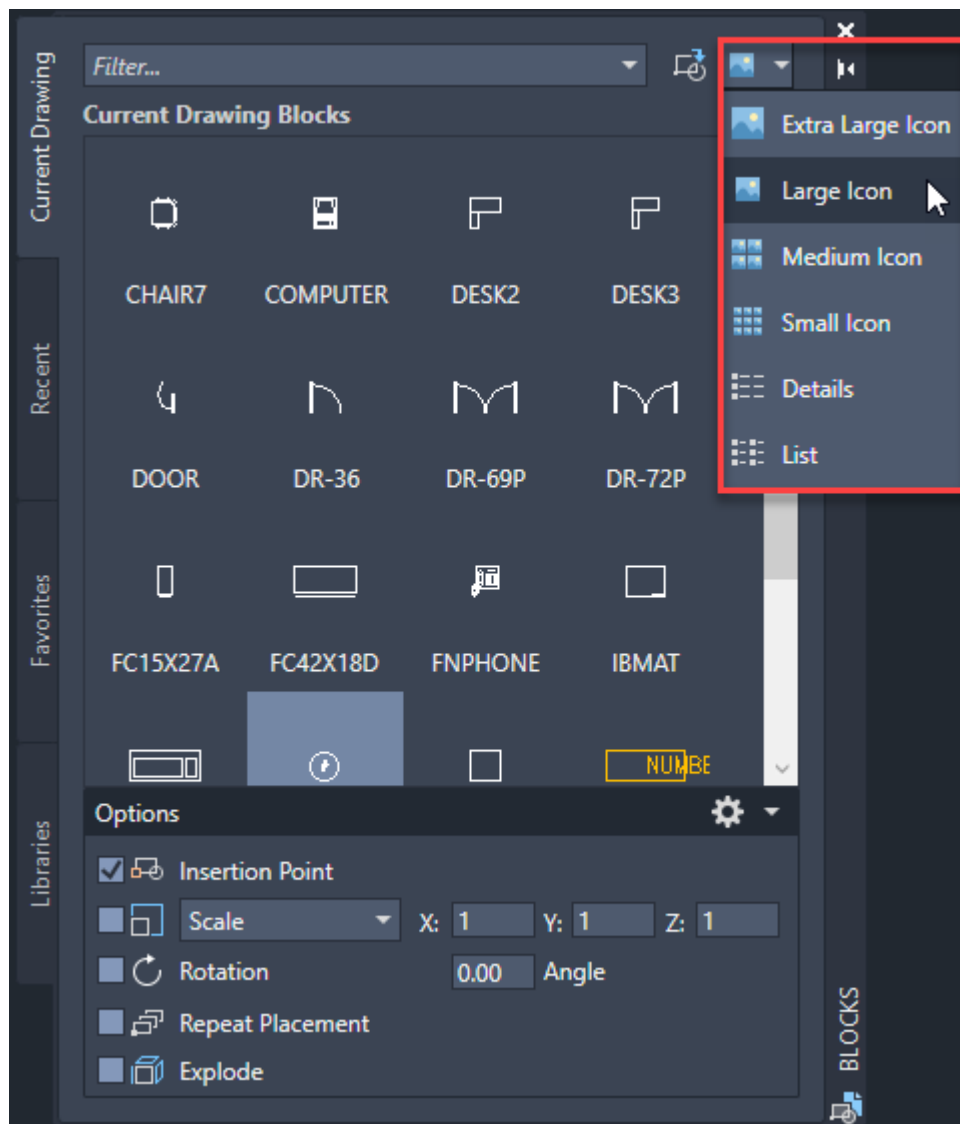 Filter...
Current Drawing Blocks
CHAIR7 COMPUTER DESK2 DESK3
DOOR DR-36 DR-69P DR-72P
FC15X27A FC42X18D FNPHONE IBMAT
NUMBE
Extra Large Icon
Large Icon
Medium Icon
Small Icon
Details
List
Options
Insertion Point
Scale X: 1 Y: 1 Z: 1
Rotation 0.00 Angle
Repeat Placement
Explode
Current Drawing
Recent
Favorites
Libraries
BLOCKS